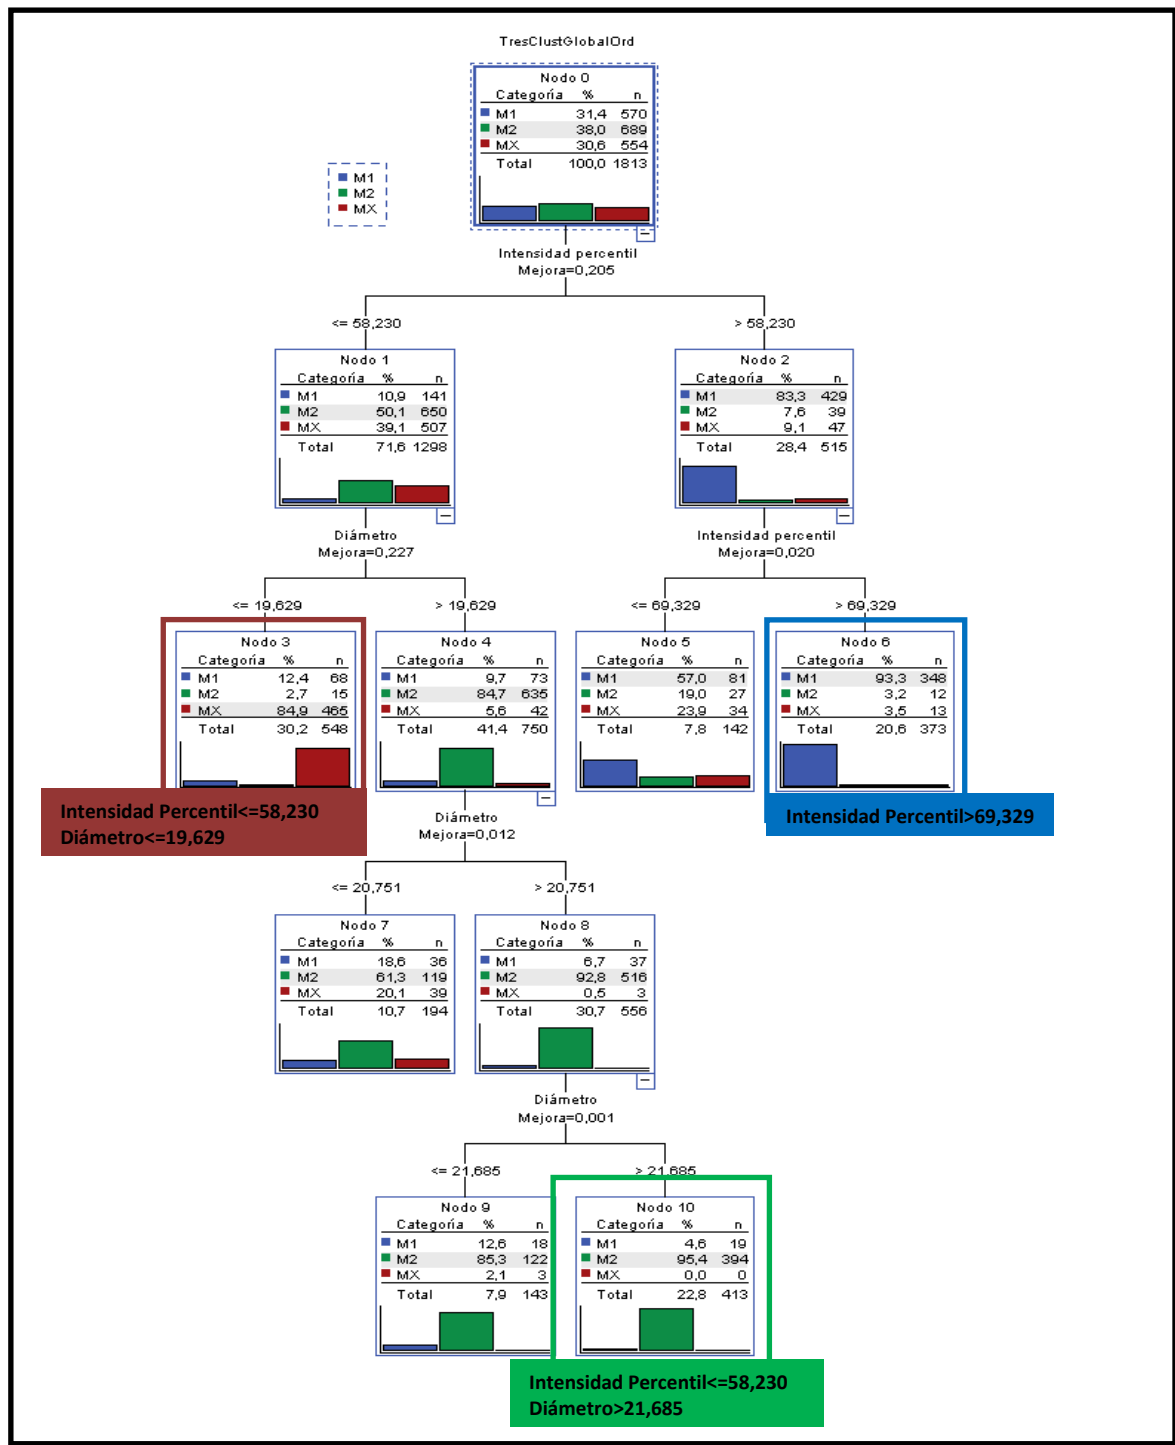 TresClustGlobalOrd
Nodo 0
Categoría % n
M1 31,4 570
M2 38,0 689
MX 30,6 554
Total 100,0 1813
M1
M2
MX
Intensidad percentil
Mejora=0,205
<= 58,230
> 58,230
Nodo 1
Categoría % n
M1 10,9 141
M2 50,1 650
MX 39,1 507
Total 71,6 1298
Nodo 2
Categoría % n
M1 83,3 429
M2 7,6 39
MX 9,1 47
Total 28,4 515
Diámetro
Mejora=0,227
Intensidad percentil
Mejora=0,020
<= 19,629
> 19,629
<= 69,329
> 69,329
Nodo 3
Categoría % n
M1 12,4 68
M2 2,7 15
MX 84,9 465
Total 30,2 548
Nodo 4
Categoría % n
M1 9,7 73
M2 84,7 635
MX 5,6 42
Total 41,4 750
Nodo 5
Categoría % n
M1 57,0 81
M2 19,0 27
MX 23,9 34
Total 7,8 142
Nodo 6
Categoría % n
M1 93,3 348
M2 3,2 12
MX 3,5 13
Total 20,6 373
Intensidad Percentil<=58,230
Diámetro<=19,629
Intensidad Percentil>69,329
Diámetro
Mejora=0,012
<= 20,751
> 20,751
Nodo 7
Categoría % n
M1 18,6 36
M2 61,3 119
MX 20,1 39
Total 10,7 194
Nodo 8
Categoría % n
M1 6,7 37
M2 92,8 516
MX 0,5 3
Total 30,7 556
Diámetro
Mejora=0,001
<= 21,685
> 21,685
Nodo 9
Categoría % n
M1 12,6 18
M2 85,3 122
MX 2,1 3
Total 7,9 143
Nodo 10
Categoría % n
M1 4,6 19
M2 95,4 394
MX 0,0 0
Total 22,8 413
Intensidad Percentil<=58,230
Diámetro>21,685